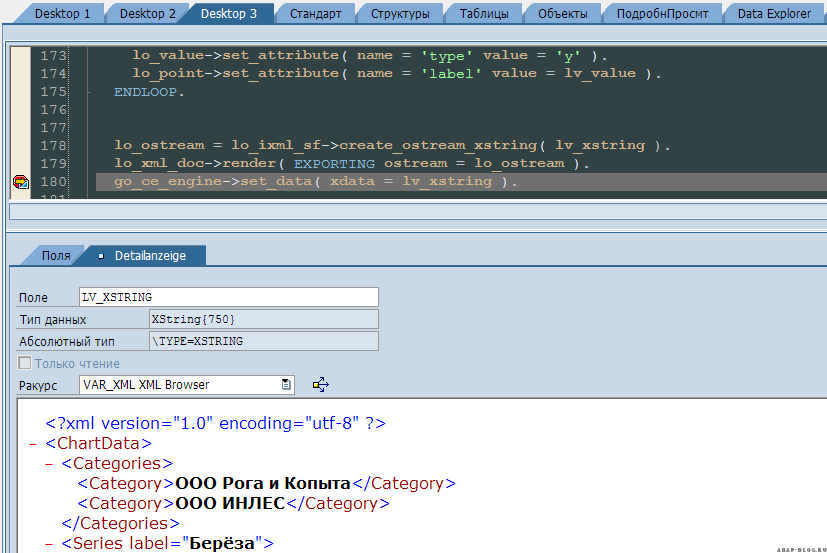 Desktop 1 Desktop 2 Desktop 3 Стандарт Структуры Таблицы Объекты ПодробнПросмт Data Explorer
173 lo_value->set_attribute( name = 'type' value = 'y' ).
174 lo_point->set_attribute( name = 'label' value = lv_value ).
175 ENDLOOP.
176
177
178 lo_ostream = lo_ixml_sf->create_ostream_xstring( lv_xstring ).
179 lo_xml_doc->render( EXPORTING ostream = lo_ostream ).
180 go_ce_engine->set_data( xdata = lv_xstring ).
181
Поля Detailanzeige
Поле LV_XSTRING
Тип данных XString{750}
Абсолютный тип \TYPE=XSTRING
Только чтение
Ракурс VAR_XML XML Browser
<?xml version="1.0" encoding="utf-8" ?>
– <ChartData>
– <Categories>
<Category>ООО Рога и Копыта</Category>
<Category>ООО ИНЛЕС</Category>
</Categories>
– <Series label="Берёза">
ABAP-BLOG.RU